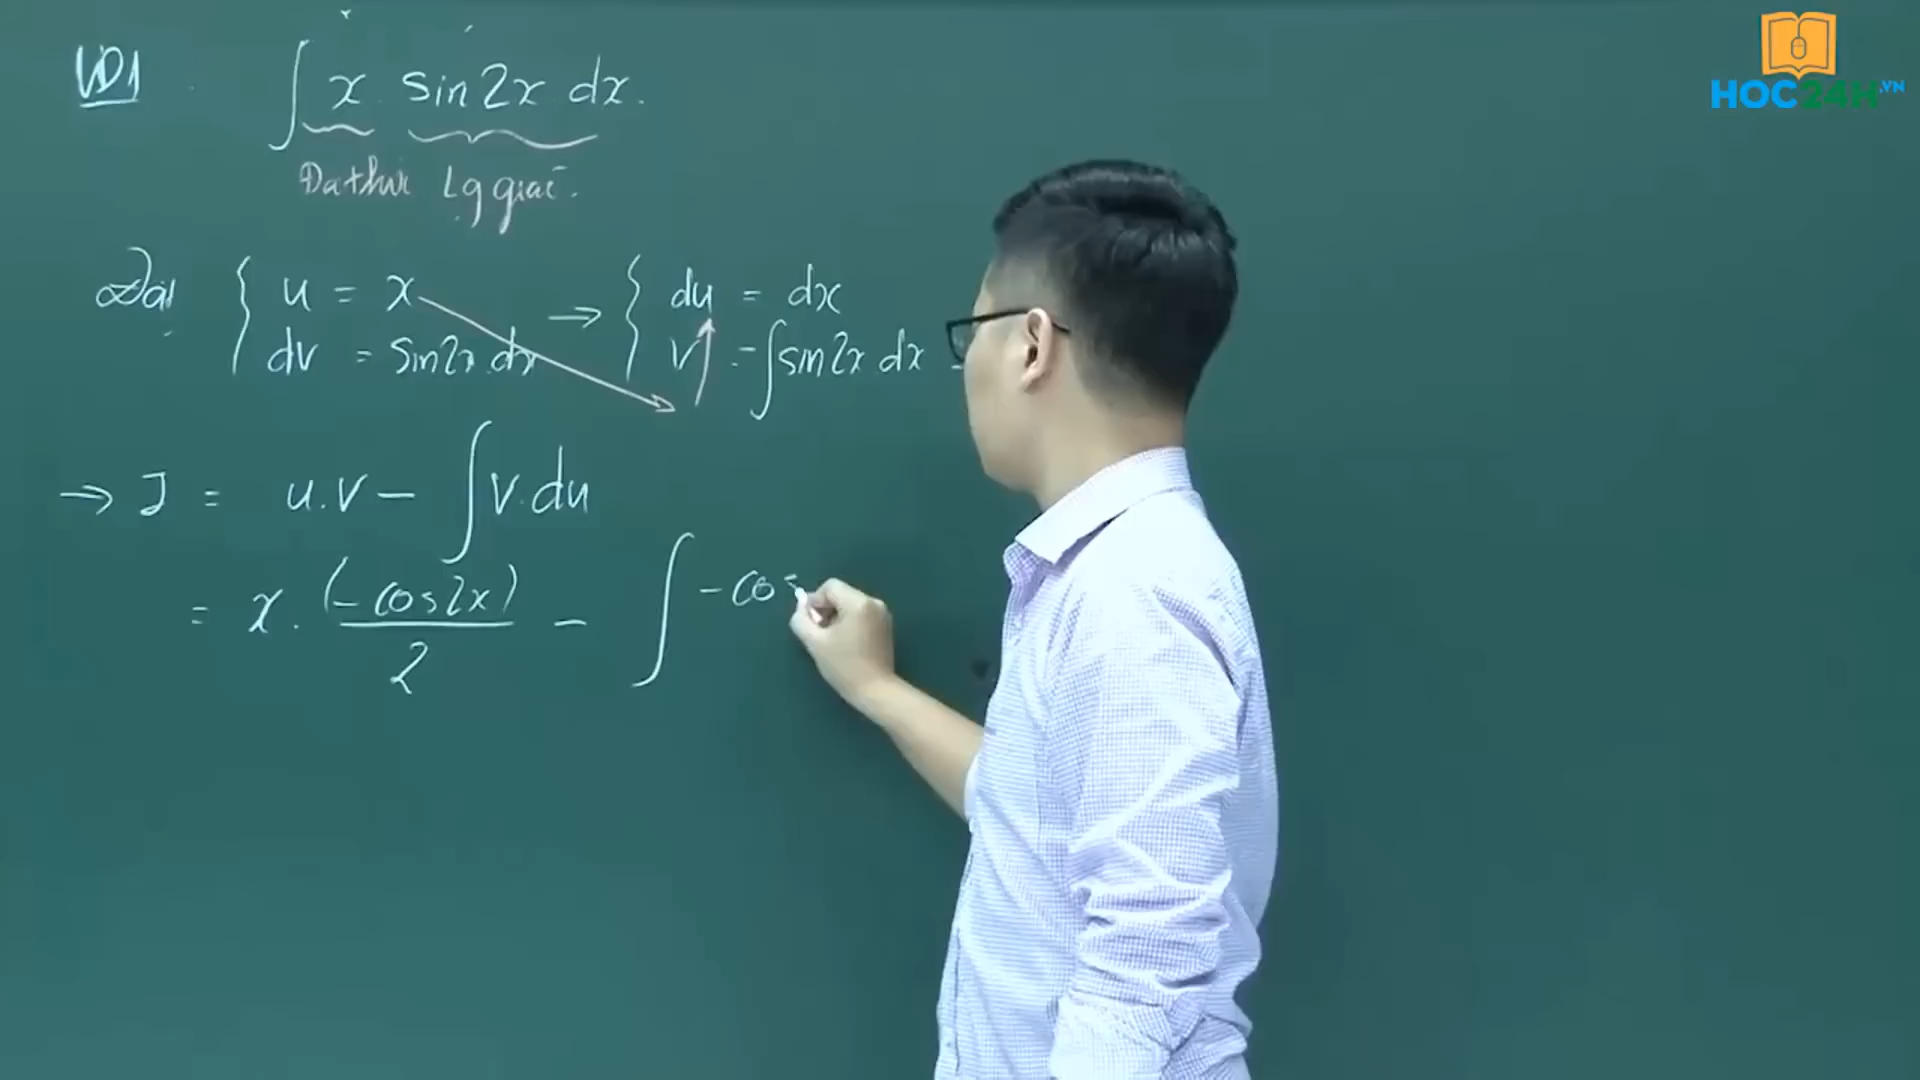 VD1. ∫ x sin2x dx.
Đa thức Lg giác.
Đặt { u = x → { du = dx
dv = sin2x dx v = ∫ sin2x dx =
→ I = u.v − ∫ v.du
= x. (−cos2x)/2 − ∫ −cos
HOC24H.VN